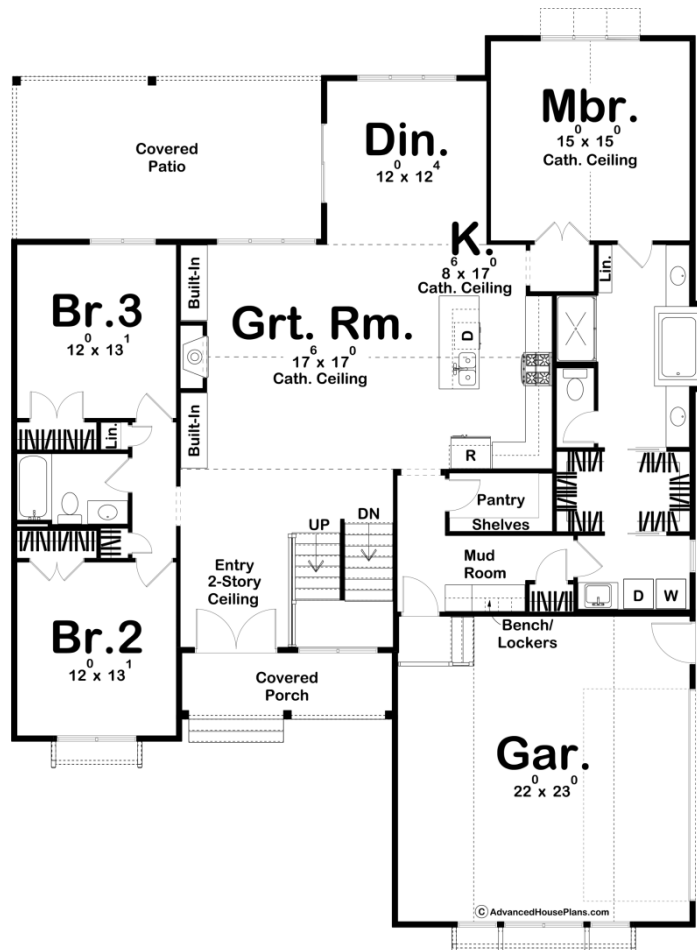 Mbr.
15⁰ x 15⁰
Cath. Ceiling
Din.
12⁰ x 12⁴
Covered
Patio
K.
8⁶ x 17⁰
Cath. Ceiling
Lin.
Built-In
Br.3
12⁰ x 13¹
Grt. Rm.
17⁶ x 17⁰
Cath. Ceiling
D
Built-In
Lin.
R
Pantry
Shelves
UP
DN
Entry
2-Story
Ceiling
Mud
Room
D
W
Bench/
Lockers
Br.2
12⁰ x 13¹
Covered
Porch
Gar.
22⁰ x 23⁰
© AdvancedHousePlans.com